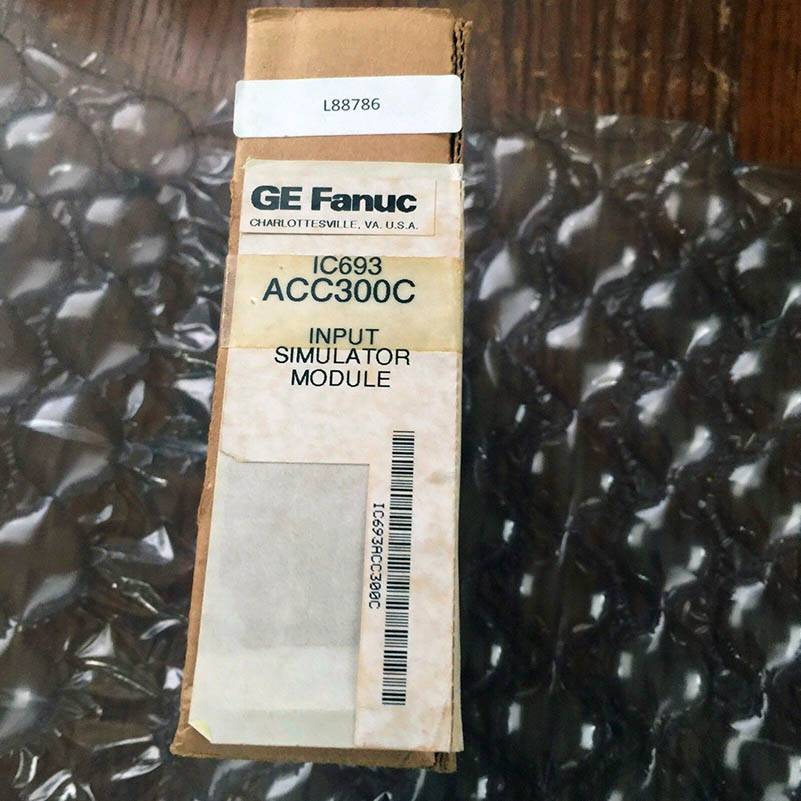 L88786
GE Fanuc
CHARLOTTESVILLE, VA. U.S.A.
IC693
ACC300C
INPUT
SIMULATOR
MODULE
IC693ACC300C